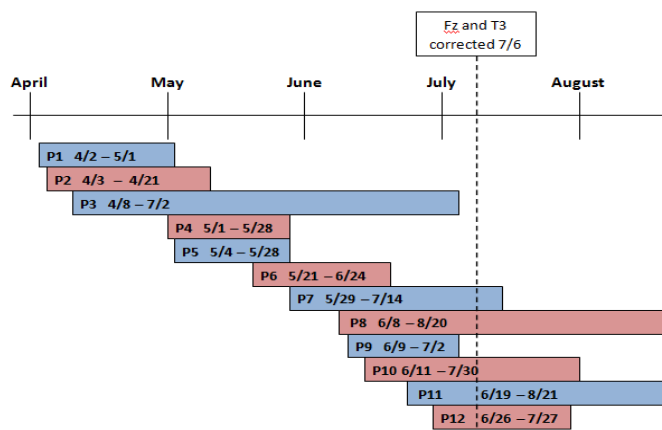 Fz and T3
corrected 7/6
April May June July August
P1 4/2 – 5/1
P2 4/3 – 4/21
P3 4/8 – 7/2
P4 5/1 – 5/28
P5 5/4 – 5/28
P6 5/21 – 6/24
P7 5/29 – 7/14
P8 6/8 – 8/20
P9 6/9 – 7/2
P10 6/11 – 7/30
P11 6/19 – 8/21
P12 6/26 – 7/27